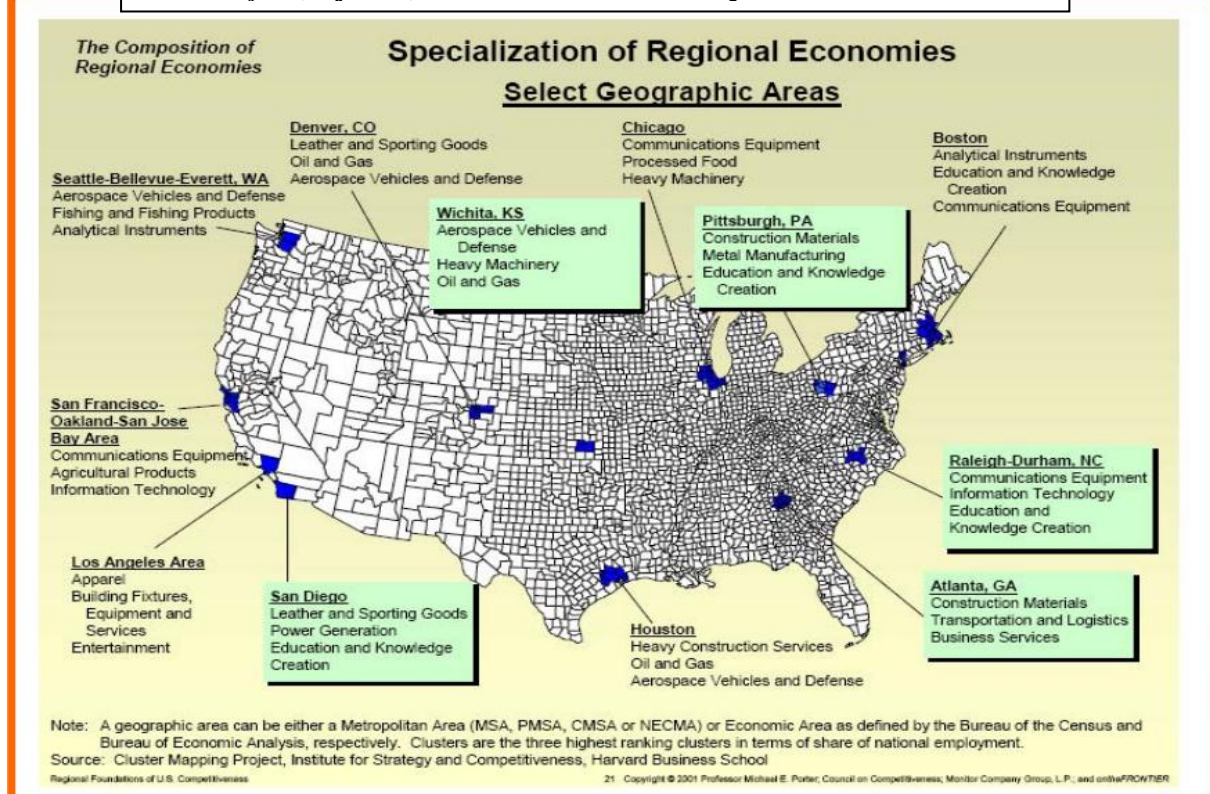 The Composition of
Regional Economies
Specialization of Regional Economies
Select Geographic Areas
Denver, CO
Leather and Sporting Goods
Oil and Gas
Aerospace Vehicles and Defense
Chicago
Communications Equipment
Processed Food
Heavy Machinery
Boston
Analytical Instruments
Education and Knowledge
Creation
Communications Equipment
Seattle-Bellevue-Everett, WA
Aerospace Vehicles and Defense
Fishing and Fishing Products
Analytical Instruments
Wichita, KS
Aerospace Vehicles and
Defense
Heavy Machinery
Oil and Gas
Pittsburgh, PA
Construction Materials
Metal Manufacturing
Education and Knowledge
Creation
San Francisco-
Oakland-San Jose
Bay Area
Communications Equipment
Agricultural Products
Information Technology
Raleigh-Durham, NC
Communications Equipment
Information Technology
Education and
Knowledge Creation
Los Angeles Area
Apparel
Building Fixtures,
Equipment and
Services
Entertainment
San Diego
Leather and Sporting Goods
Power Generation
Education and Knowledge
Creation
Houston
Heavy Construction Services
Oil and Gas
Aerospace Vehicles and Defense
Atlanta, GA
Construction Materials
Transportation and Logistics
Business Services
Note: A geographic area can be either a Metropolitan Area (MSA, PMSA, CMSA or NECMA) or Economic Area as defined by the Bureau of the Census and
Bureau of Economic Analysis, respectively. Clusters are the three highest ranking clusters in terms of share of national employment.
Source: Cluster Mapping Project, Institute for Strategy and Competitiveness, Harvard Business School
Regional Foundations of U.S. Competitiveness
21 Copyright © 2001 Professor Michael E. Porter; Council on Competitiveness; Monitor Company Group, L.P.; and ontheFRONTIER